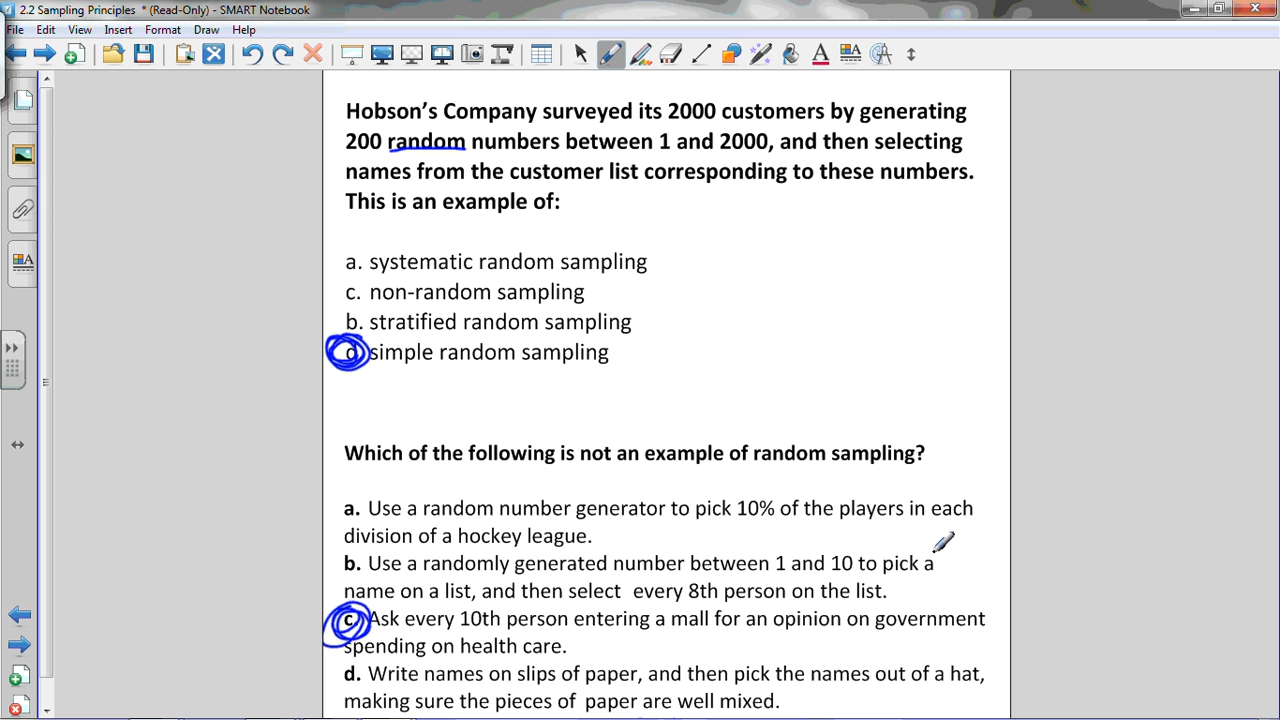 2.2 Sampling Principles * (Read-Only) - SMART Notebook
File Edit View Insert Format Draw Help
Hobson's Company surveyed its 2000 customers by generating
200 random numbers between 1 and 2000, and then selecting
names from the customer list corresponding to these numbers.
This is an example of:
a. systematic random sampling
c. non-random sampling
b. stratified random sampling
d. simple random sampling
Which of the following is not an example of random sampling?
a. Use a random number generator to pick 10% of the players in each
division of a hockey league.
b. Use a randomly generated number between 1 and 10 to pick a
name on a list, and then select every 8th person on the list.
c. Ask every 10th person entering a mall for an opinion on government
spending on health care.
d. Write names on slips of paper, and then pick the names out of a hat,
making sure the pieces of paper are well mixed.